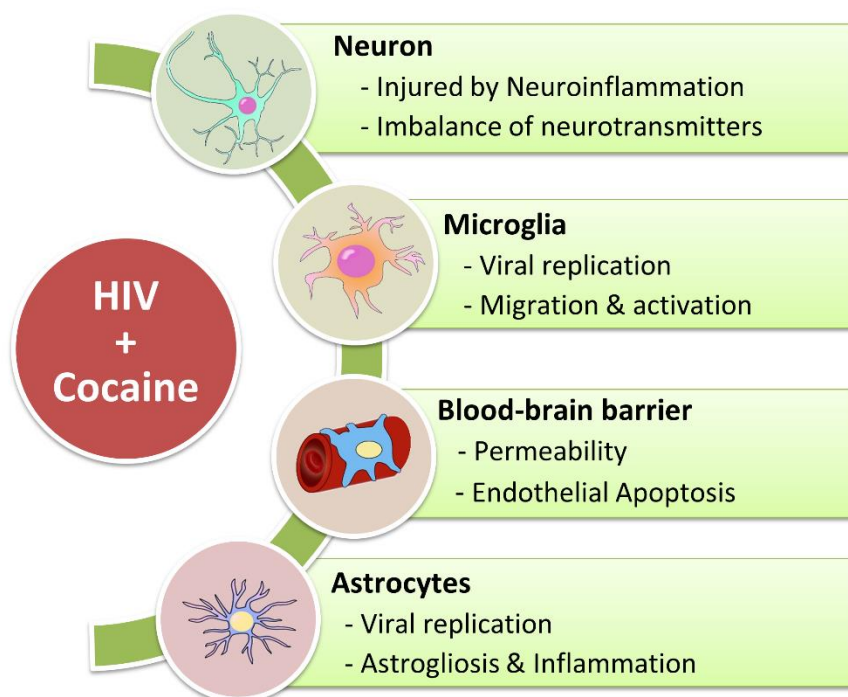 Neuron
- Injured by Neuroinflammation
- Imbalance of neurotransmitters
Microglia
- Viral replication
- Migration & activation
HIV
+
Cocaine
Blood-brain barrier
- Permeability
- Endothelial Apoptosis
Astrocytes
- Viral replication
- Astrogliosis & Inflammation